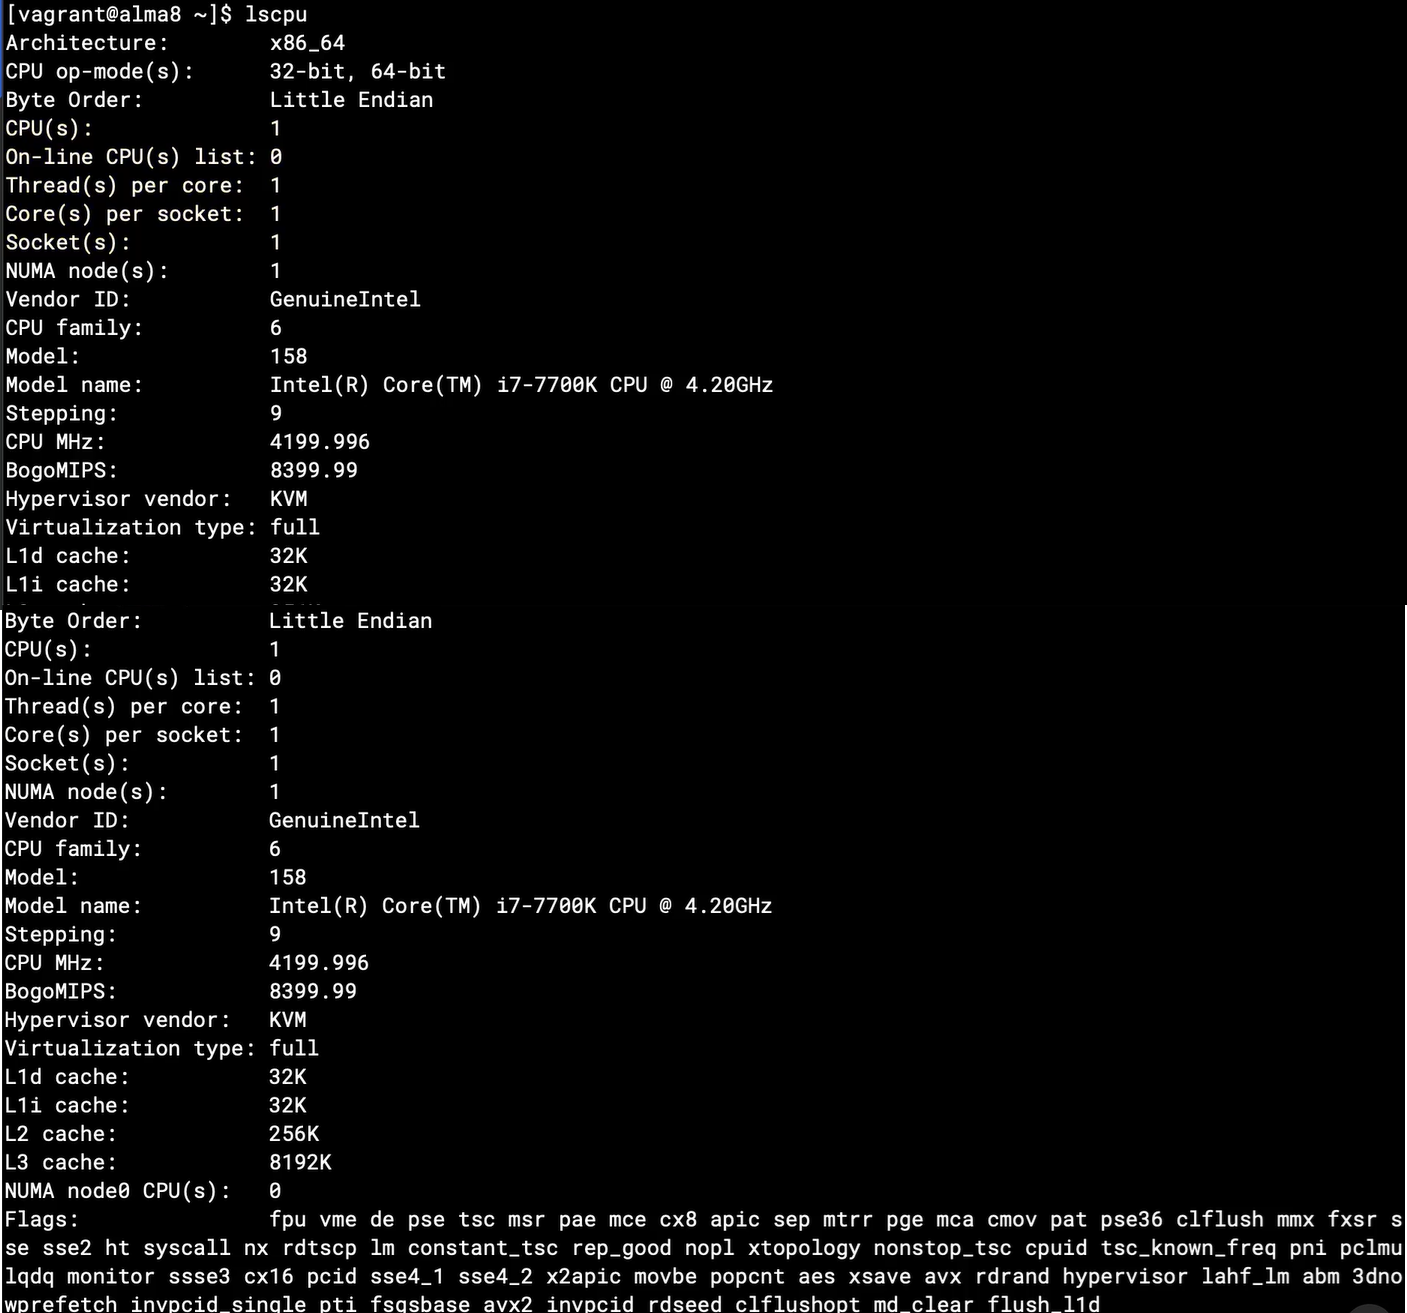 [vagrant@alma8 ~]$ lscpu
Architecture:        x86_64
CPU op-mode(s):      32-bit, 64-bit
Byte Order:          Little Endian
CPU(s):              1
On-line CPU(s) list: 0
Thread(s) per core:  1
Core(s) per socket:  1
Socket(s):           1
NUMA node(s):        1
Vendor ID:           GenuineIntel
CPU family:          6
Model:               158
Model name:          Intel(R) Core(TM) i7-7700K CPU @ 4.20GHz
Stepping:            9
CPU MHz:             4199.996
BogoMIPS:            8399.99
Hypervisor vendor:   KVM
Virtualization type: full
L1d cache:           32K
L1i cache:           32K
Byte Order:          Little Endian
CPU(s):              1
On-line CPU(s) list: 0
Thread(s) per core:  1
Core(s) per socket:  1
Socket(s):           1
NUMA node(s):        1
Vendor ID:           GenuineIntel
CPU family:          6
Model:               158
Model name:          Intel(R) Core(TM) i7-7700K CPU @ 4.20GHz
Stepping:            9
CPU MHz:             4199.996
BogoMIPS:            8399.99
Hypervisor vendor:   KVM
Virtualization type: full
L1d cache:           32K
L1i cache:           32K
L2 cache:            256K
L3 cache:            8192K
NUMA node0 CPU(s):   0
Flags:               fpu vme de pse tsc msr pae mce cx8 apic sep mtrr pge mca cmov pat pse36 clflush mmx fxsr s
se sse2 ht syscall nx rdtscp lm constant_tsc rep_good nopl xtopology nonstop_tsc cpuid tsc_known_freq pni pclmu
lqdq monitor ssse3 cx16 pcid sse4_1 sse4_2 x2apic movbe popcnt aes xsave avx rdrand hypervisor lahf_lm abm 3dno
wprefetch invpcid_single pti fsgsbase avx2 invpcid rdseed clflushopt md_clear flush_l1d